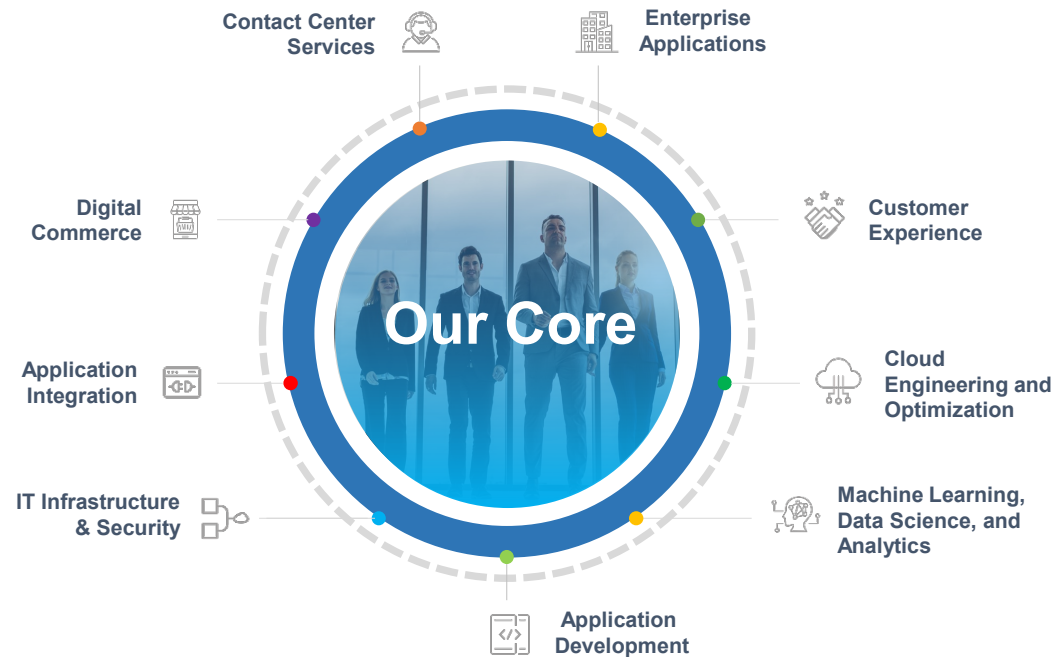 Contact Center
Services
Enterprise
Applications
Digital
Commerce
Customer
Experience
Our Core
Application
Integration
Cloud
Engineering and
Optimization
IT Infrastructure
& Security
Machine Learning,
Data Science, and
Analytics
</>
Application
Development